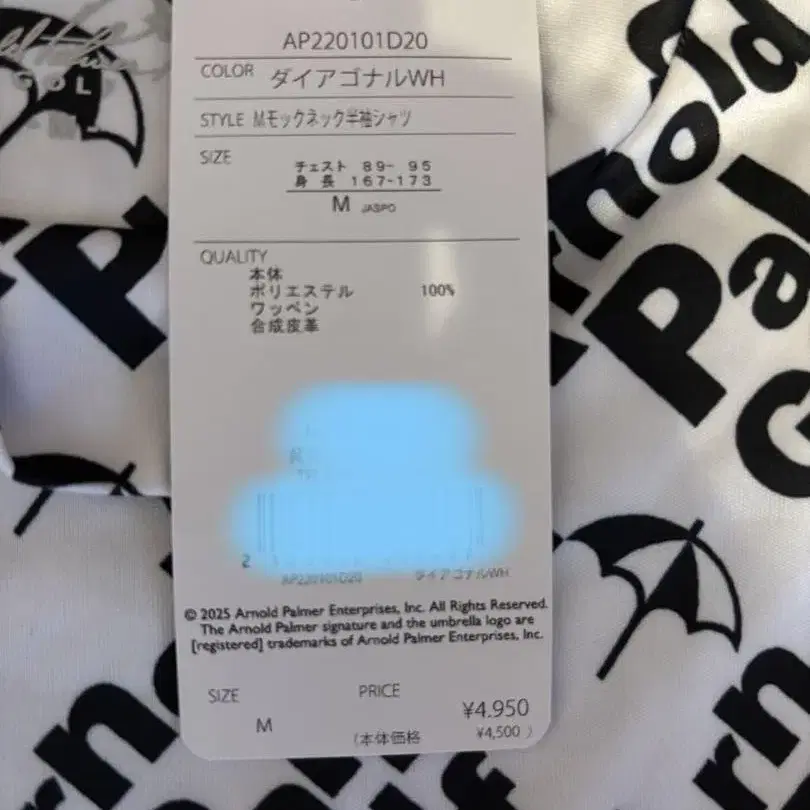 AP220101D20
COLOR ダイアゴナルWH
STYLE Mモックネック半袖シャツ
SIZE
チェスト 89- 95
身長 167-173
M JASPO
QUALITY
本体
ポリエステル 100%
ワッペン
合成皮革
2
AP220101D20 ダイアゴナルWH
© 2025 Arnold Palmer Enterprises, Inc. All Rights Reserved.
The Arnold Palmer signature and the umbrella logo are
[registered] trademarks of Arnold Palmer Enterprises, Inc.
SIZE PRICE
M ¥4,950
(本体価格 ¥4,500 )
Arnold
Pal
G
P